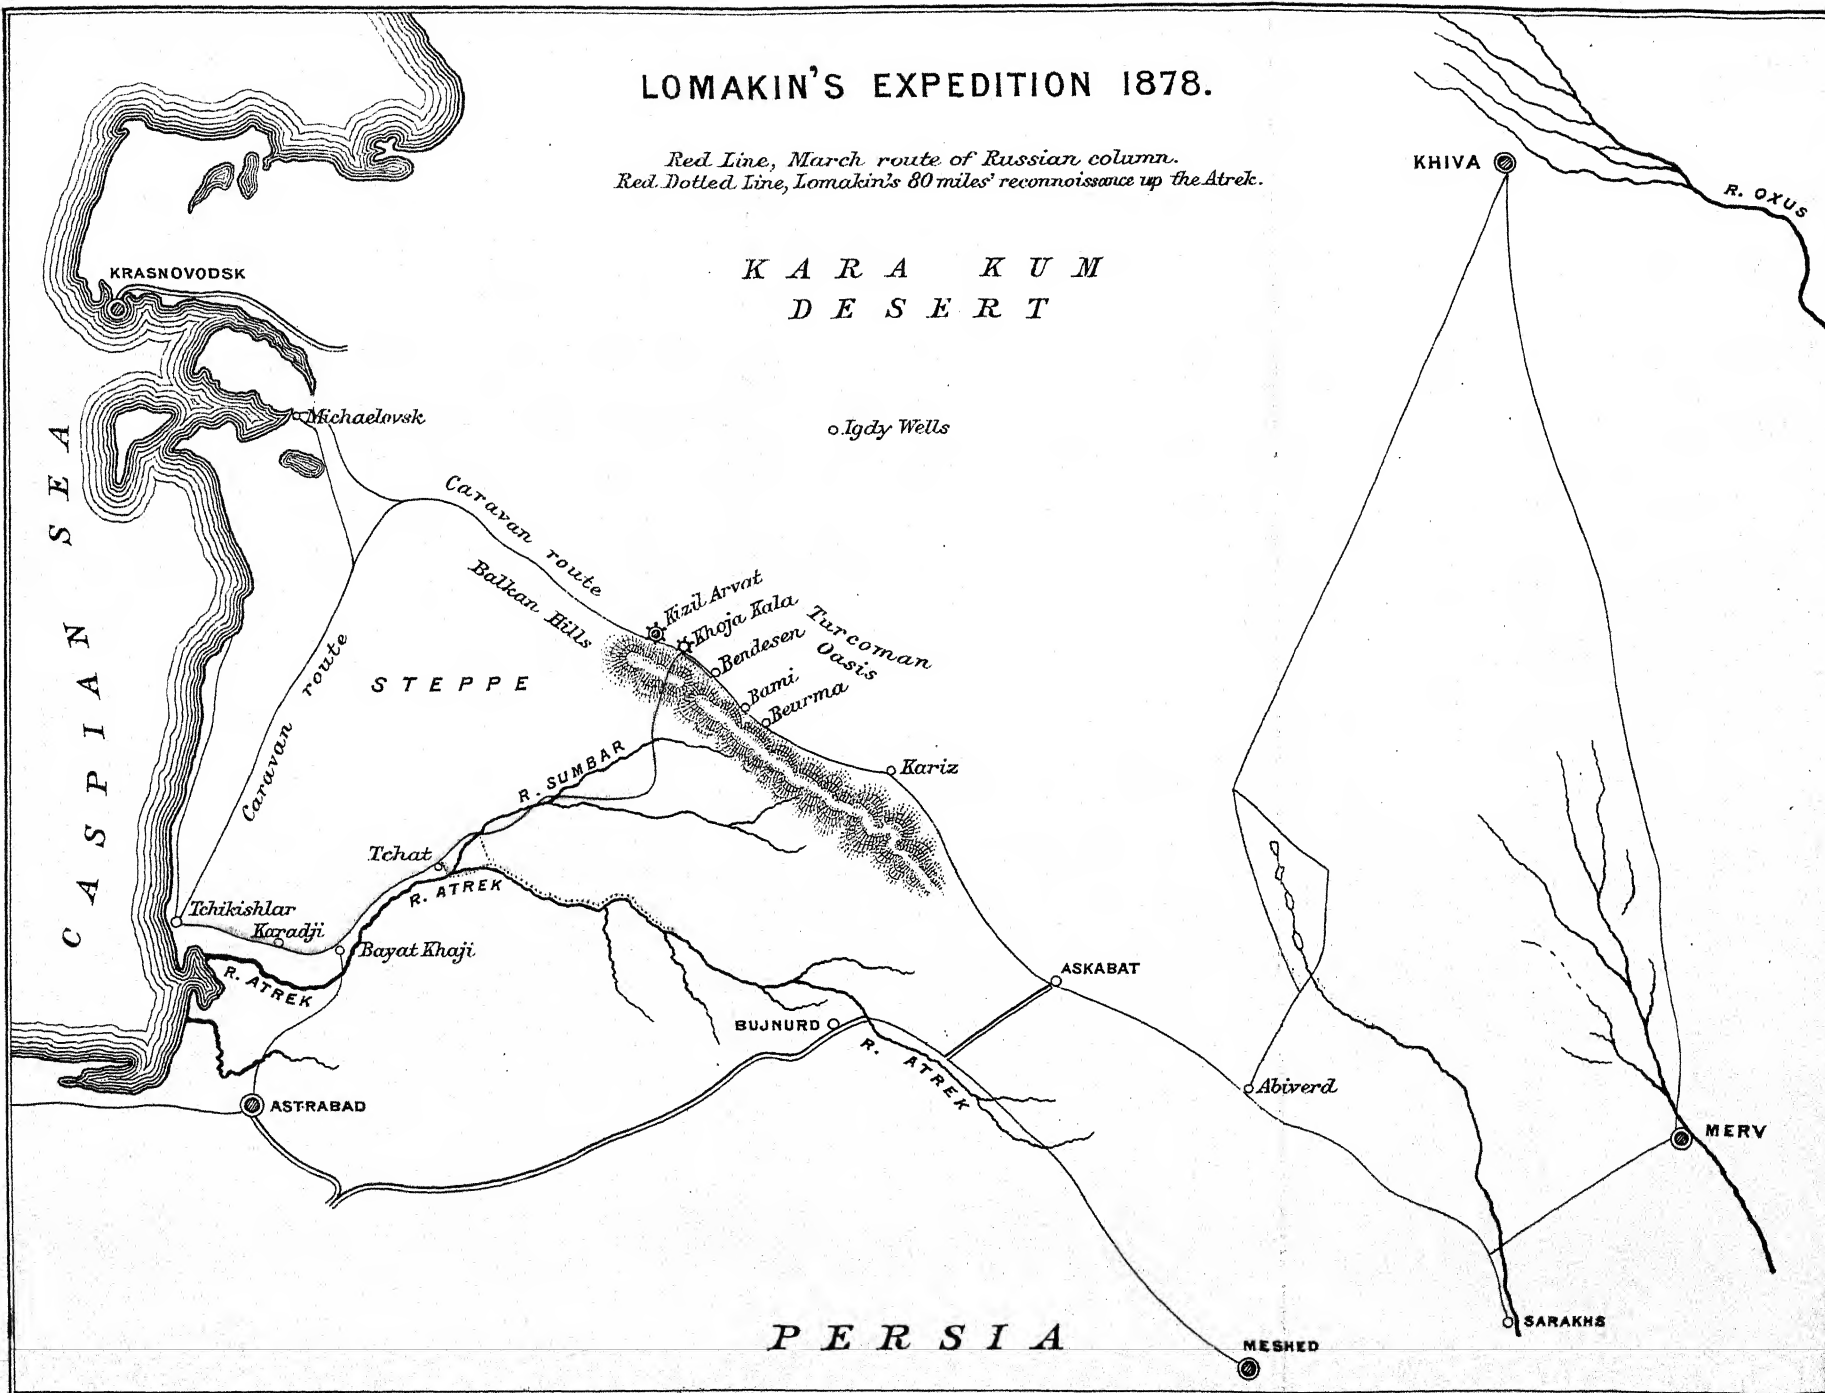 LOMAKIN'S EXPEDITION 1878.
Red Line, March route of Russian column.
Red Dotted Line, Lomakin's 80 miles' reconnoissance up the Atrek.
KARA KUM
DESERT
KHIVA
R. OXUS
KRASNOVODSK
Michaelovsk
Igdy Wells
CASPIAN SEA
Caravan route
Balkan Hills
Kizil Arvat
Khoja Kala
Bendesen
Bami
Beurma
Turcoman
Oasis
STEPPE
Caravan route
Kariz
R. SUMBAR
Tchat
R. ATREK
Tchikishlar
Karadji
Bayat Khaji
R. ATREK
ASKABAT
BUJNURD
R. ATREK
Abiverd
ASTRABAD
MERV
SARAKHS
PERSIA
MESHED